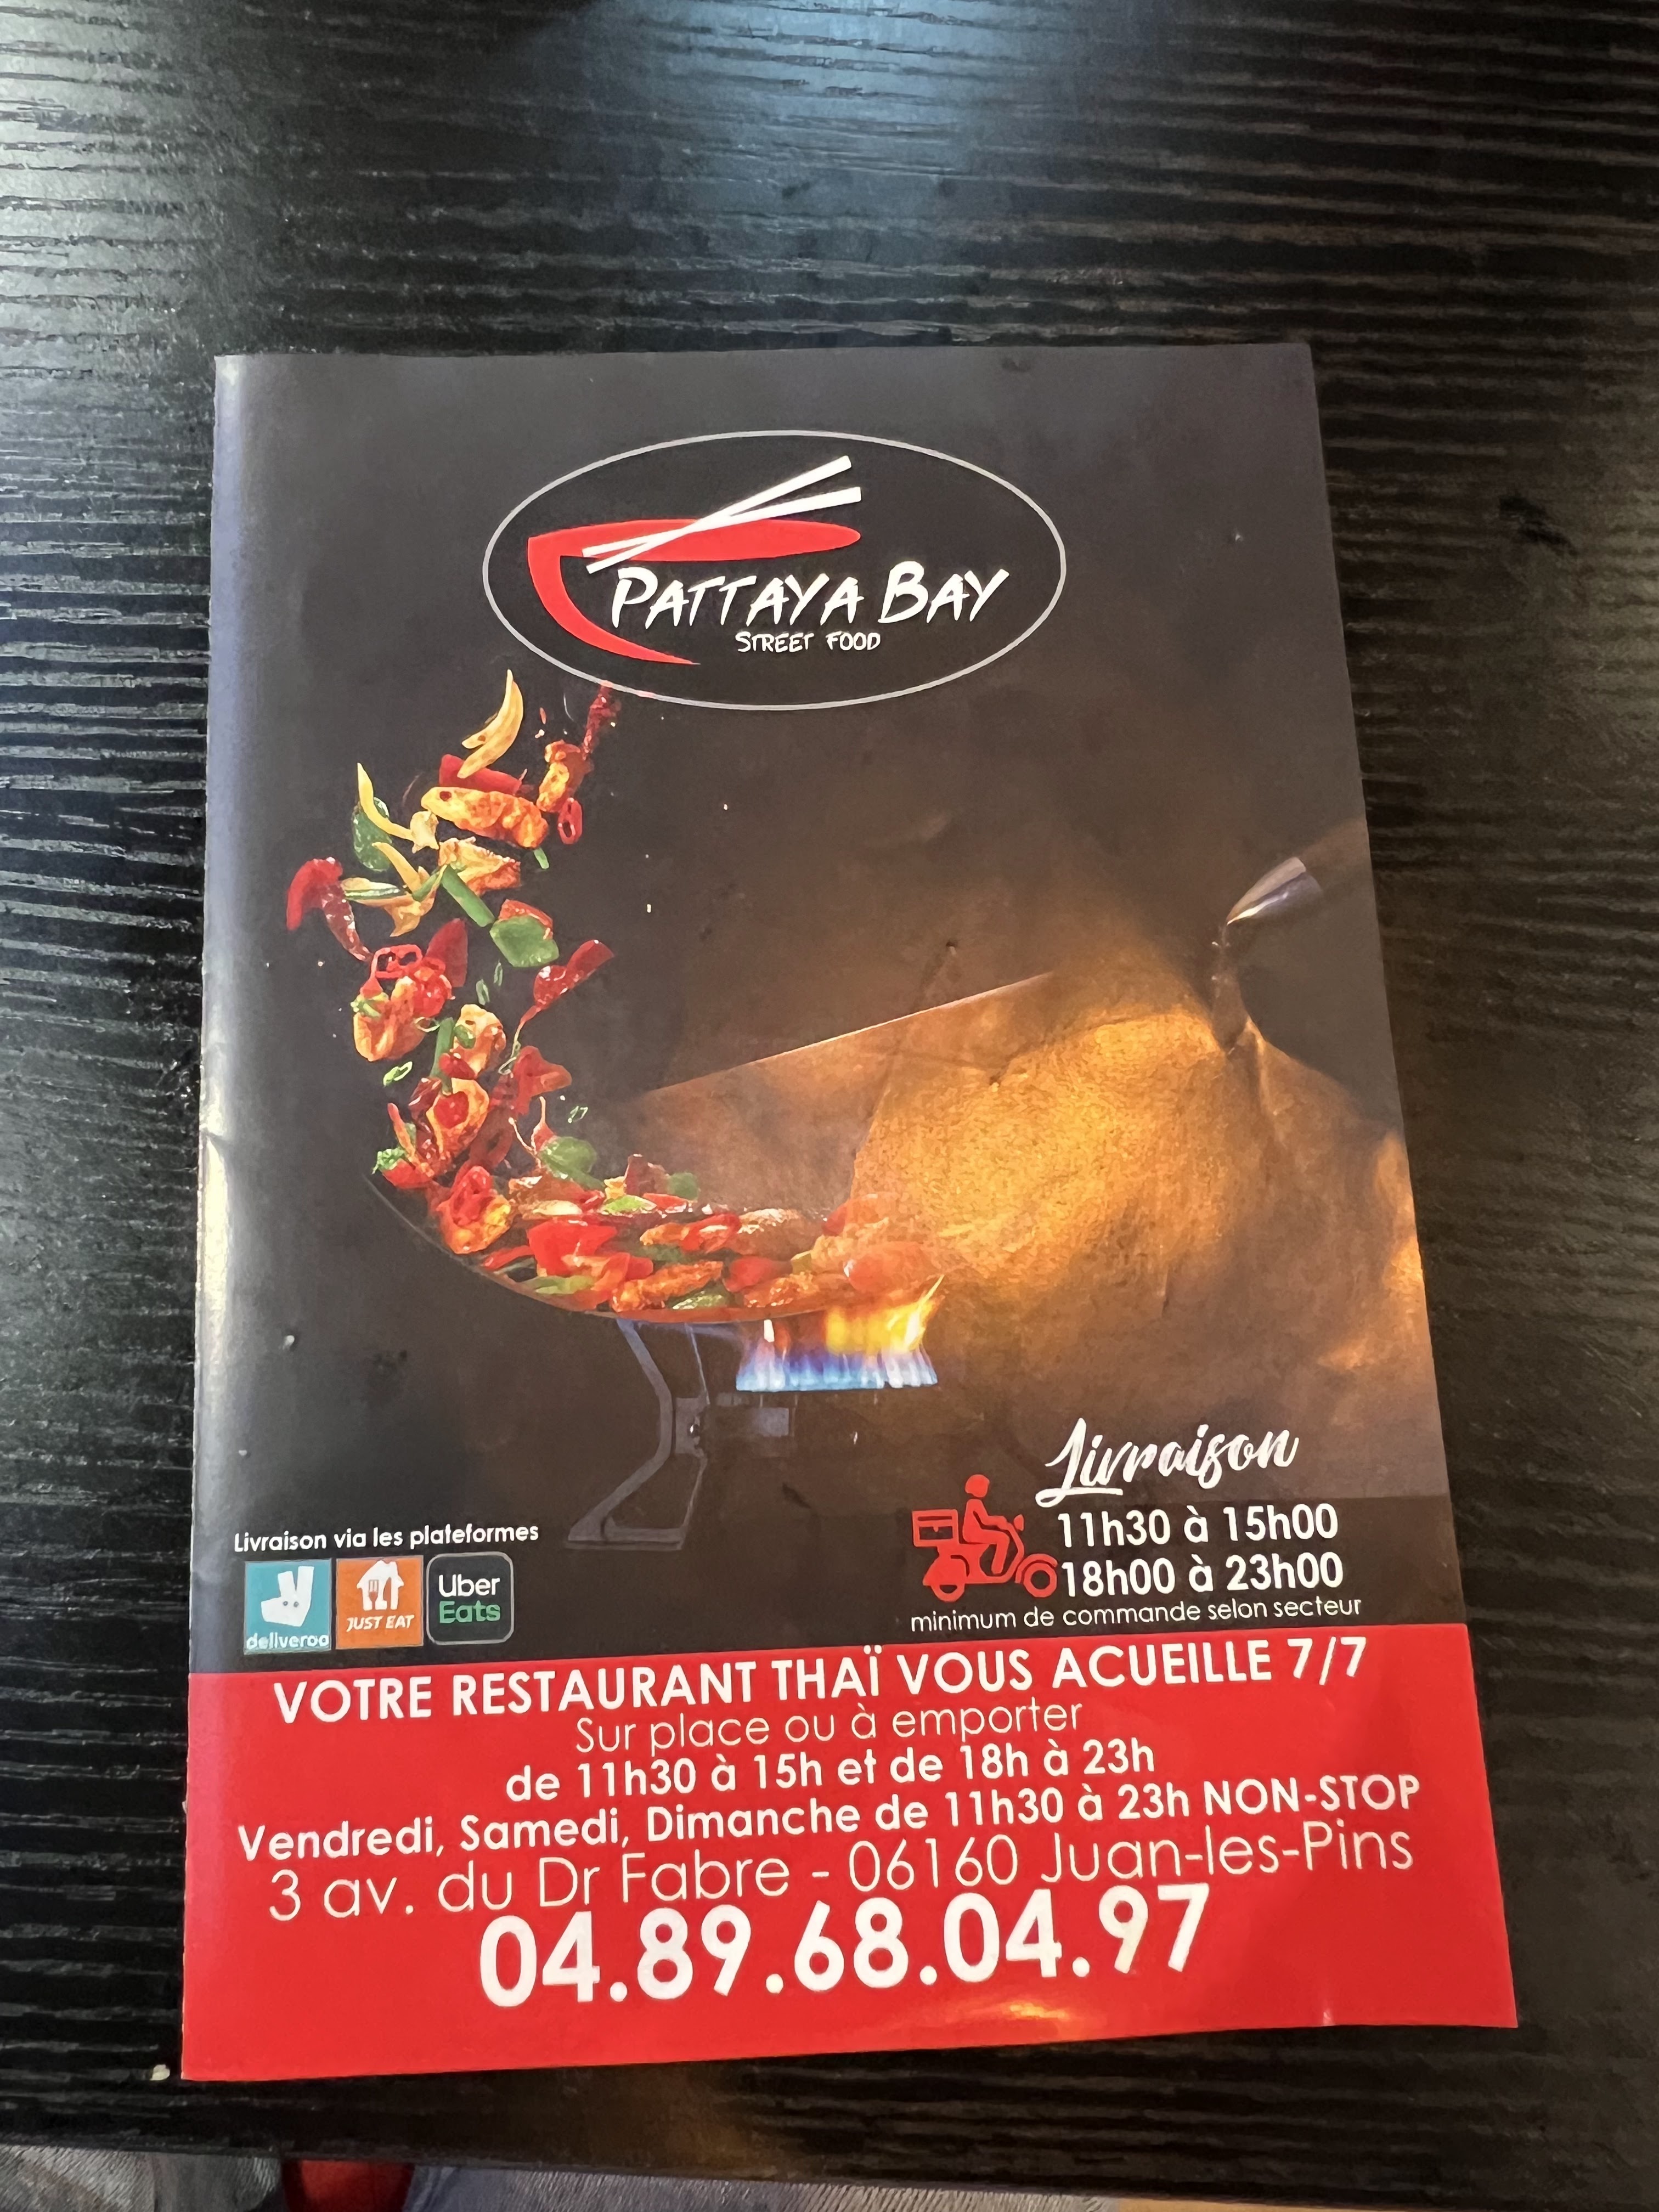 PATTAYA BAY
STREET FOOD
Livraison
11h30 à 15h00
18h00 à 23h00
minimum de commande selon secteur
Livraison via les plateformes
deliveroo
JUST EAT
Uber
Eats
VOTRE RESTAURANT THAÏ VOUS ACUEILLE 7/7
Sur place ou à emporter
de 11h30 à 15h et de 18h à 23h
Vendredi, Samedi, Dimanche de 11h30 à 23h NON-STOP
3 av. du Dr Fabre - 06160 Juan-les-Pins
04.89.68.04.97